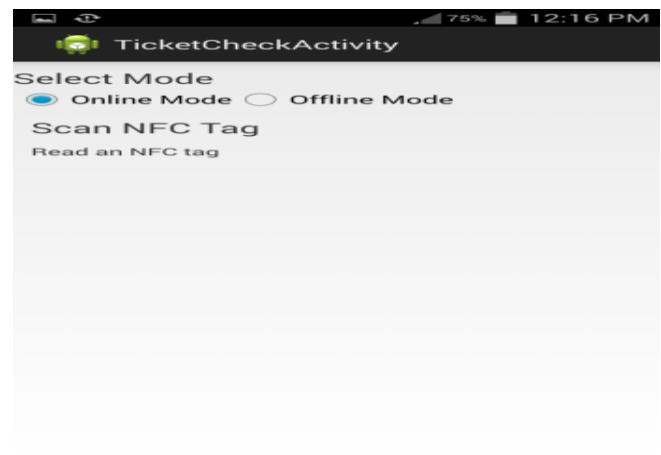 75% 12:16 PM
TicketCheckActivity
Select Mode
Online Mode Offline Mode
Scan NFC Tag
Read an NFC tag